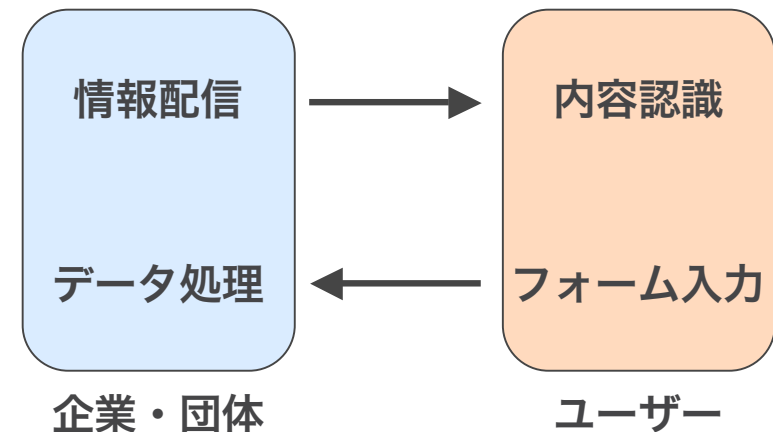 情報配信
内容認識
データ処理
フォーム入力
企業・団体
ユーザー